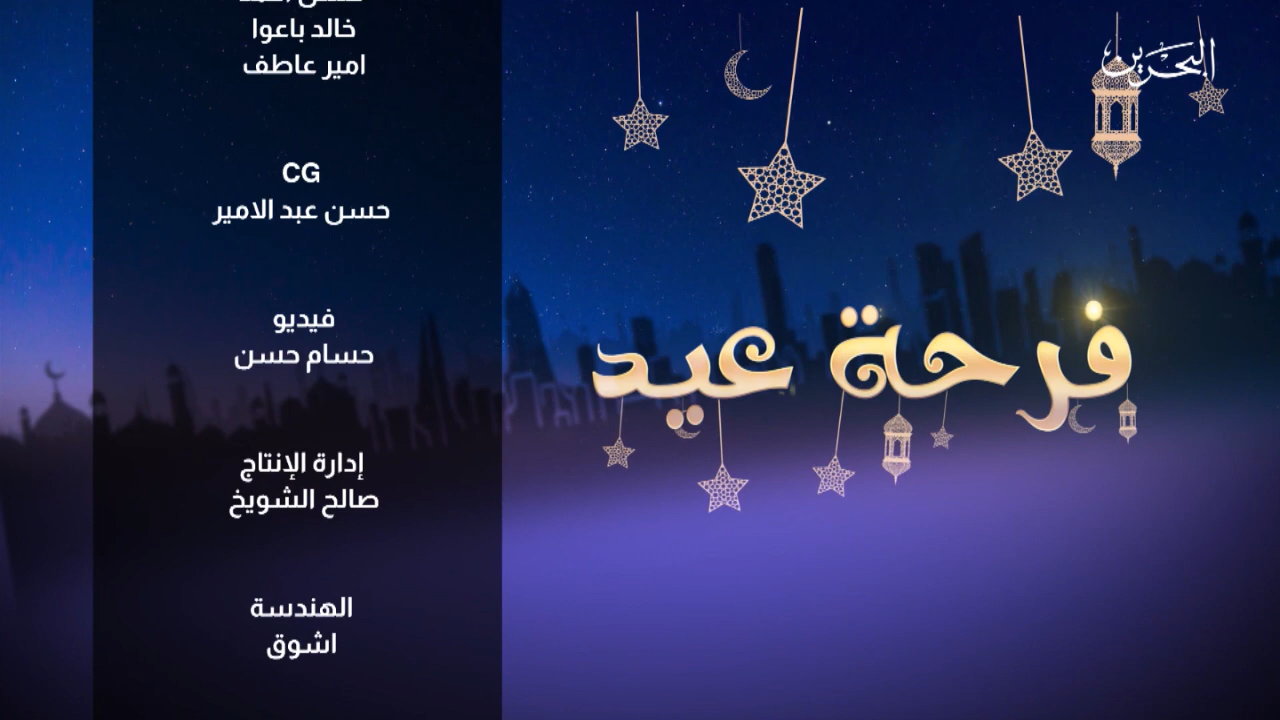 البحرين
خالد باعوا
امير عاطف
CG
حسن عبد الامير
فيديو
حسام حسن
إدارة الإنتاج
صالح الشويخ
الهندسة
اشوق
فرحة عيد